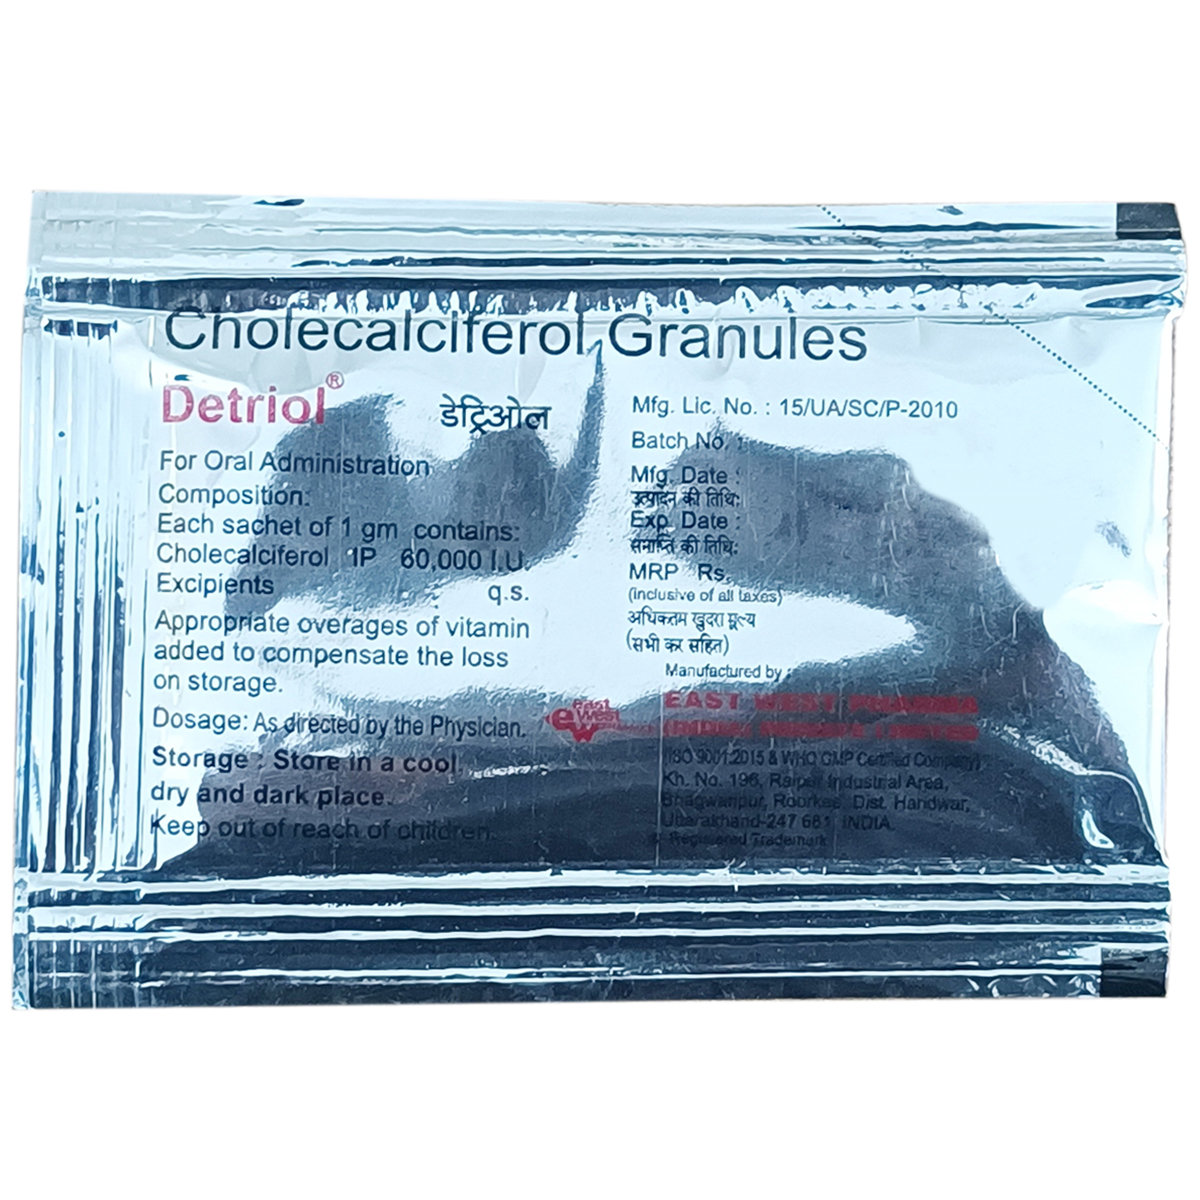 Cholecalciferol Granules
Detriol®
डेट्रिओल
For Oral Administration
Composition:
Each sachet of 1 gm contains:
Cholecalciferol IP 60,000 I.U.
Excipients q.s.
Appropriate overages of vitamin
added to compensate the loss
on storage.
Dosage: As directed by the Physician.
Storage : Store in a cool,
dry and dark place.
Keep out of reach of children.
Mfg. Lic. No. : 15/UA/SC/P-2010
Batch No. :
Mfg. Date :
उत्पादन की तिथि:
Exp. Date :
समाप्ति की तिथि:
MRP Rs.
(inclusive of all taxes)
अधिकतम खुदरा मूल्य
(सभी कर सहित)
Manufactured by :
East
West
EAST WEST PHARMA
(INDIA) PRIVATE LIMITED
(ISO 9001:2015 & WHO GMP Certified Company)
Kh. No. 196, Raipur Industrial Area,
Bhagwanpur, Roorkee, Dist. Haridwar,
Uttarakhand-247 661 INDIA
® Registered Trademark